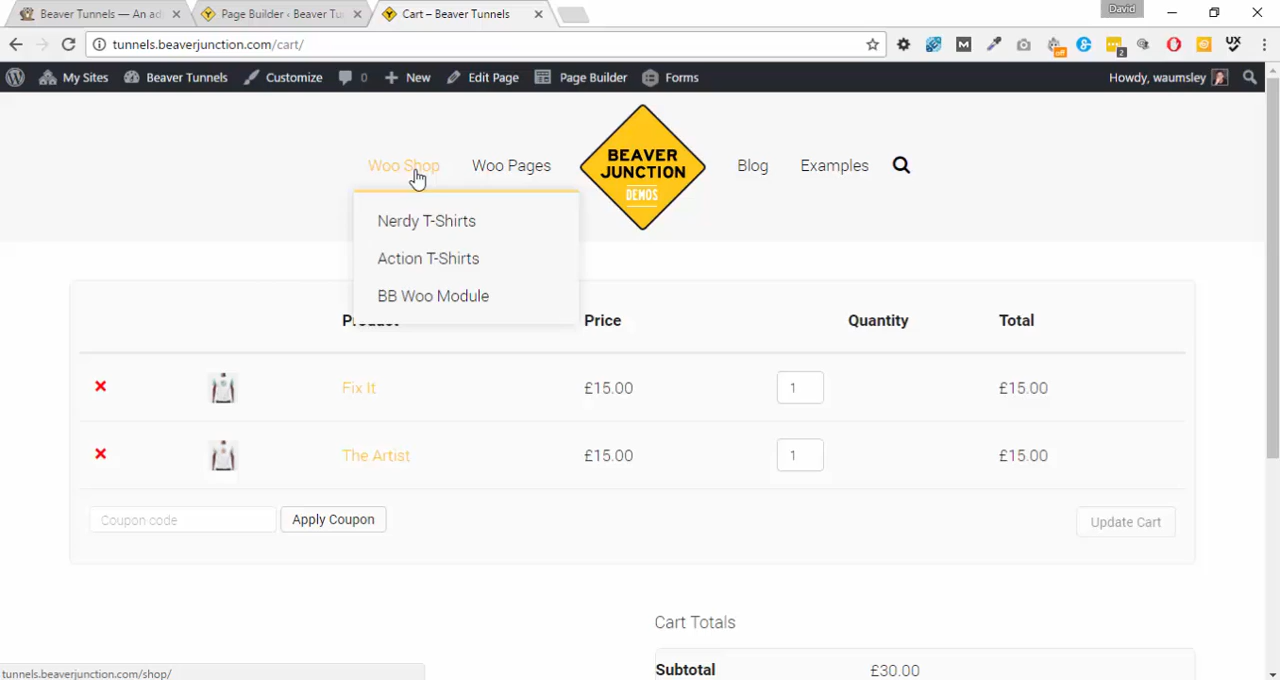 David
Beaver Tunnels — An ad
Page Builder ‹ Beaver Tu
Cart – Beaver Tunnels
tunnels.beaverjunction.com/cart/
My Sites Beaver Tunnels Customize 0 New Edit Page Page Builder Forms Howdy, waumsley
Woo Shop Woo Pages Blog Examples
BEAVER
JUNCTION
DEMOS
Nerdy T-Shirts
Action T-Shirts
BB Woo Module
Product Price Quantity Total
Fix It £15.00 1 £15.00
The Artist £15.00 1 £15.00
Coupon code Apply Coupon Update Cart
Cart Totals
Subtotal £30.00
tunnels.beaverjunction.com/shop/